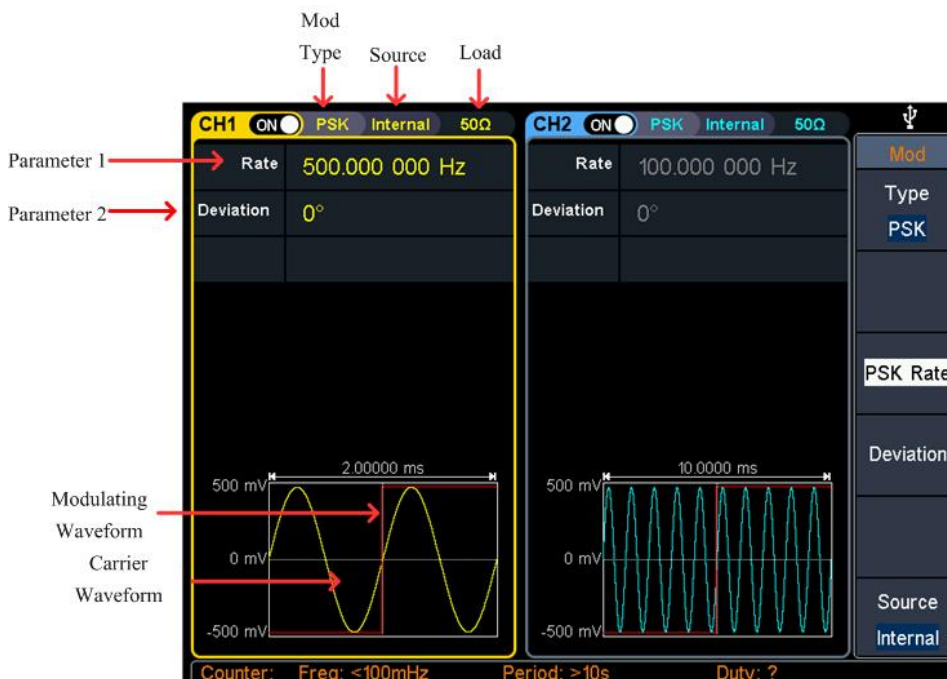 Mod
Type
Source
Load
CH1 ON PSK Internal 50Ω
CH2 ON PSK Internal 50Ω
Mod
Parameter 1
Rate 500.000 000 Hz
Rate 100.000 000 Hz
Type
PSK
Parameter 2
Deviation 0°
Deviation 0°
PSK Rate
Deviation
2.00000 ms
10.0000 ms
500 mV
500 mV
Modulating
Waveform
0 mV
0 mV
Carrier
Waveform
-500 mV
-500 mV
Source
Internal
Counter: Freq: <100mHz Period: >10s Duty: ?